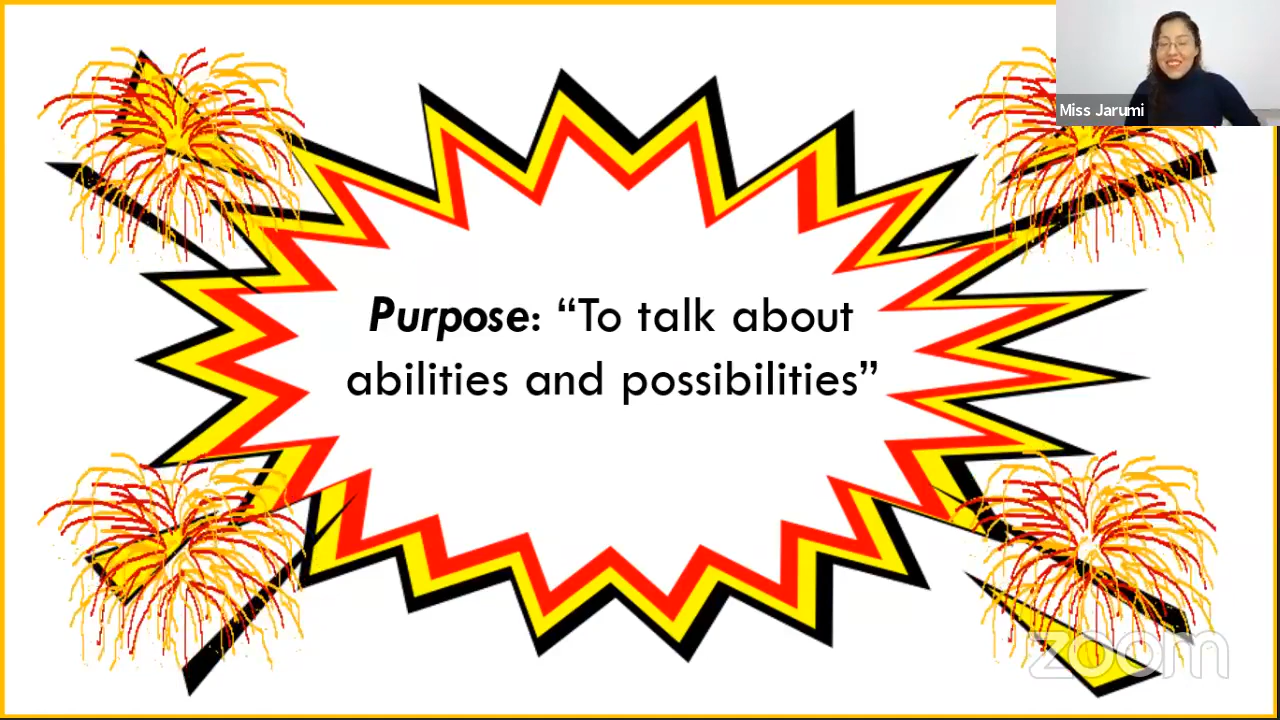 Miss Jarumi
Purpose: “To talk about
abilities and possibilities”
zoom